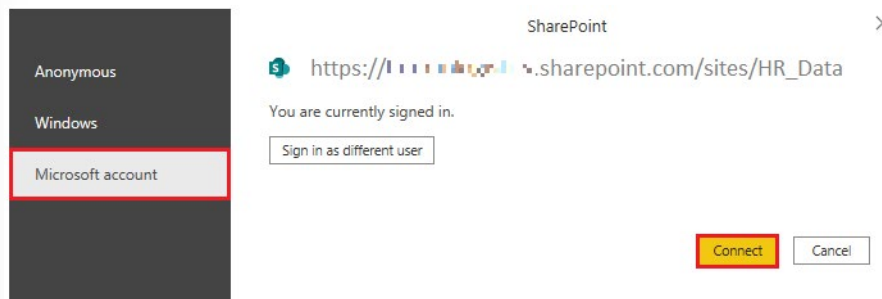 SharePoint
Anonymous
Windows
Microsoft account
https:// .sharepoint.com/sites/HR_Data
You are currently signed in.
Sign in as different user
Connect
Cancel